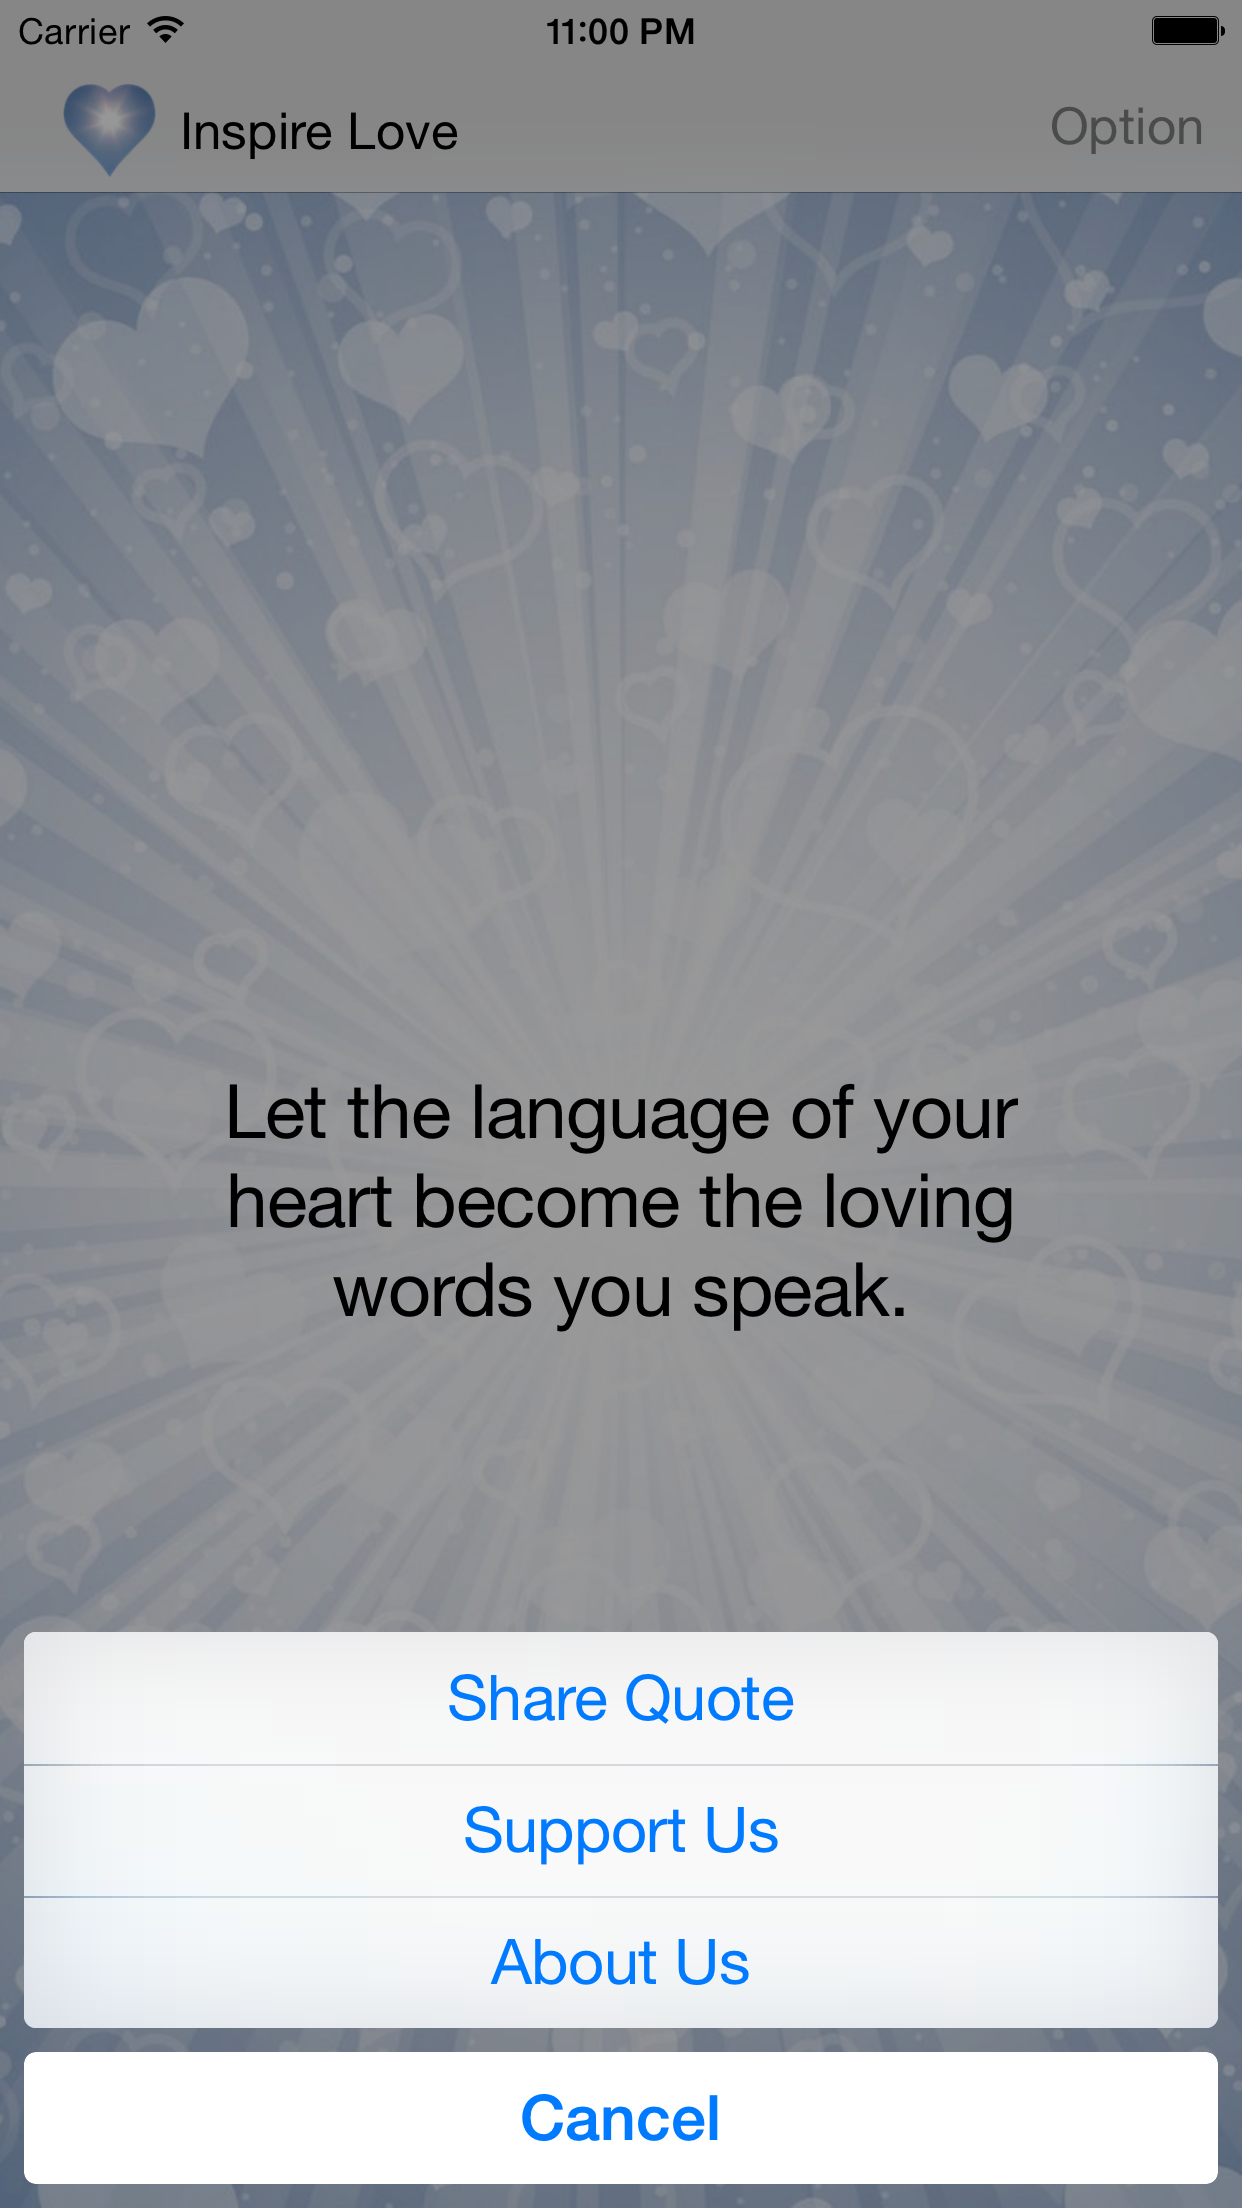 Carrier
11:00 PM
Inspire Love
Option
Let the language of your
heart become the loving
words you speak.
Share Quote
Support Us
About Us
Cancel